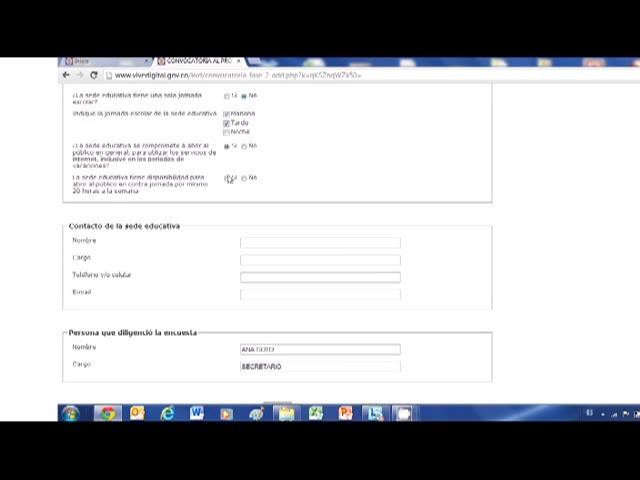 Inicio
CONVOCATORIA AL PRO
www.vivedigital.gov.co
¿La sede educativa tiene una sola jornada
escolar?
Si No
Indique la jornada escolar de la sede educativa
Mañana
Tarde
Noche
¿La sede educativa se compromete a abrir al
público en general, para utilizar los servicios de
internet, inclusive en los periodos de
vacaciones?
Si No
La sede educativa tiene disponibilidad para
abrir al público en contra jornada por mínimo
20 horas a la semana
Si No
Contacto de la sede educativa
Nombre
Cargo
Teléfono y/o celular
E-mail
Persona que diligenció la encuesta
Nombre
ANA SOTO
Cargo
SECRETARIO
ES